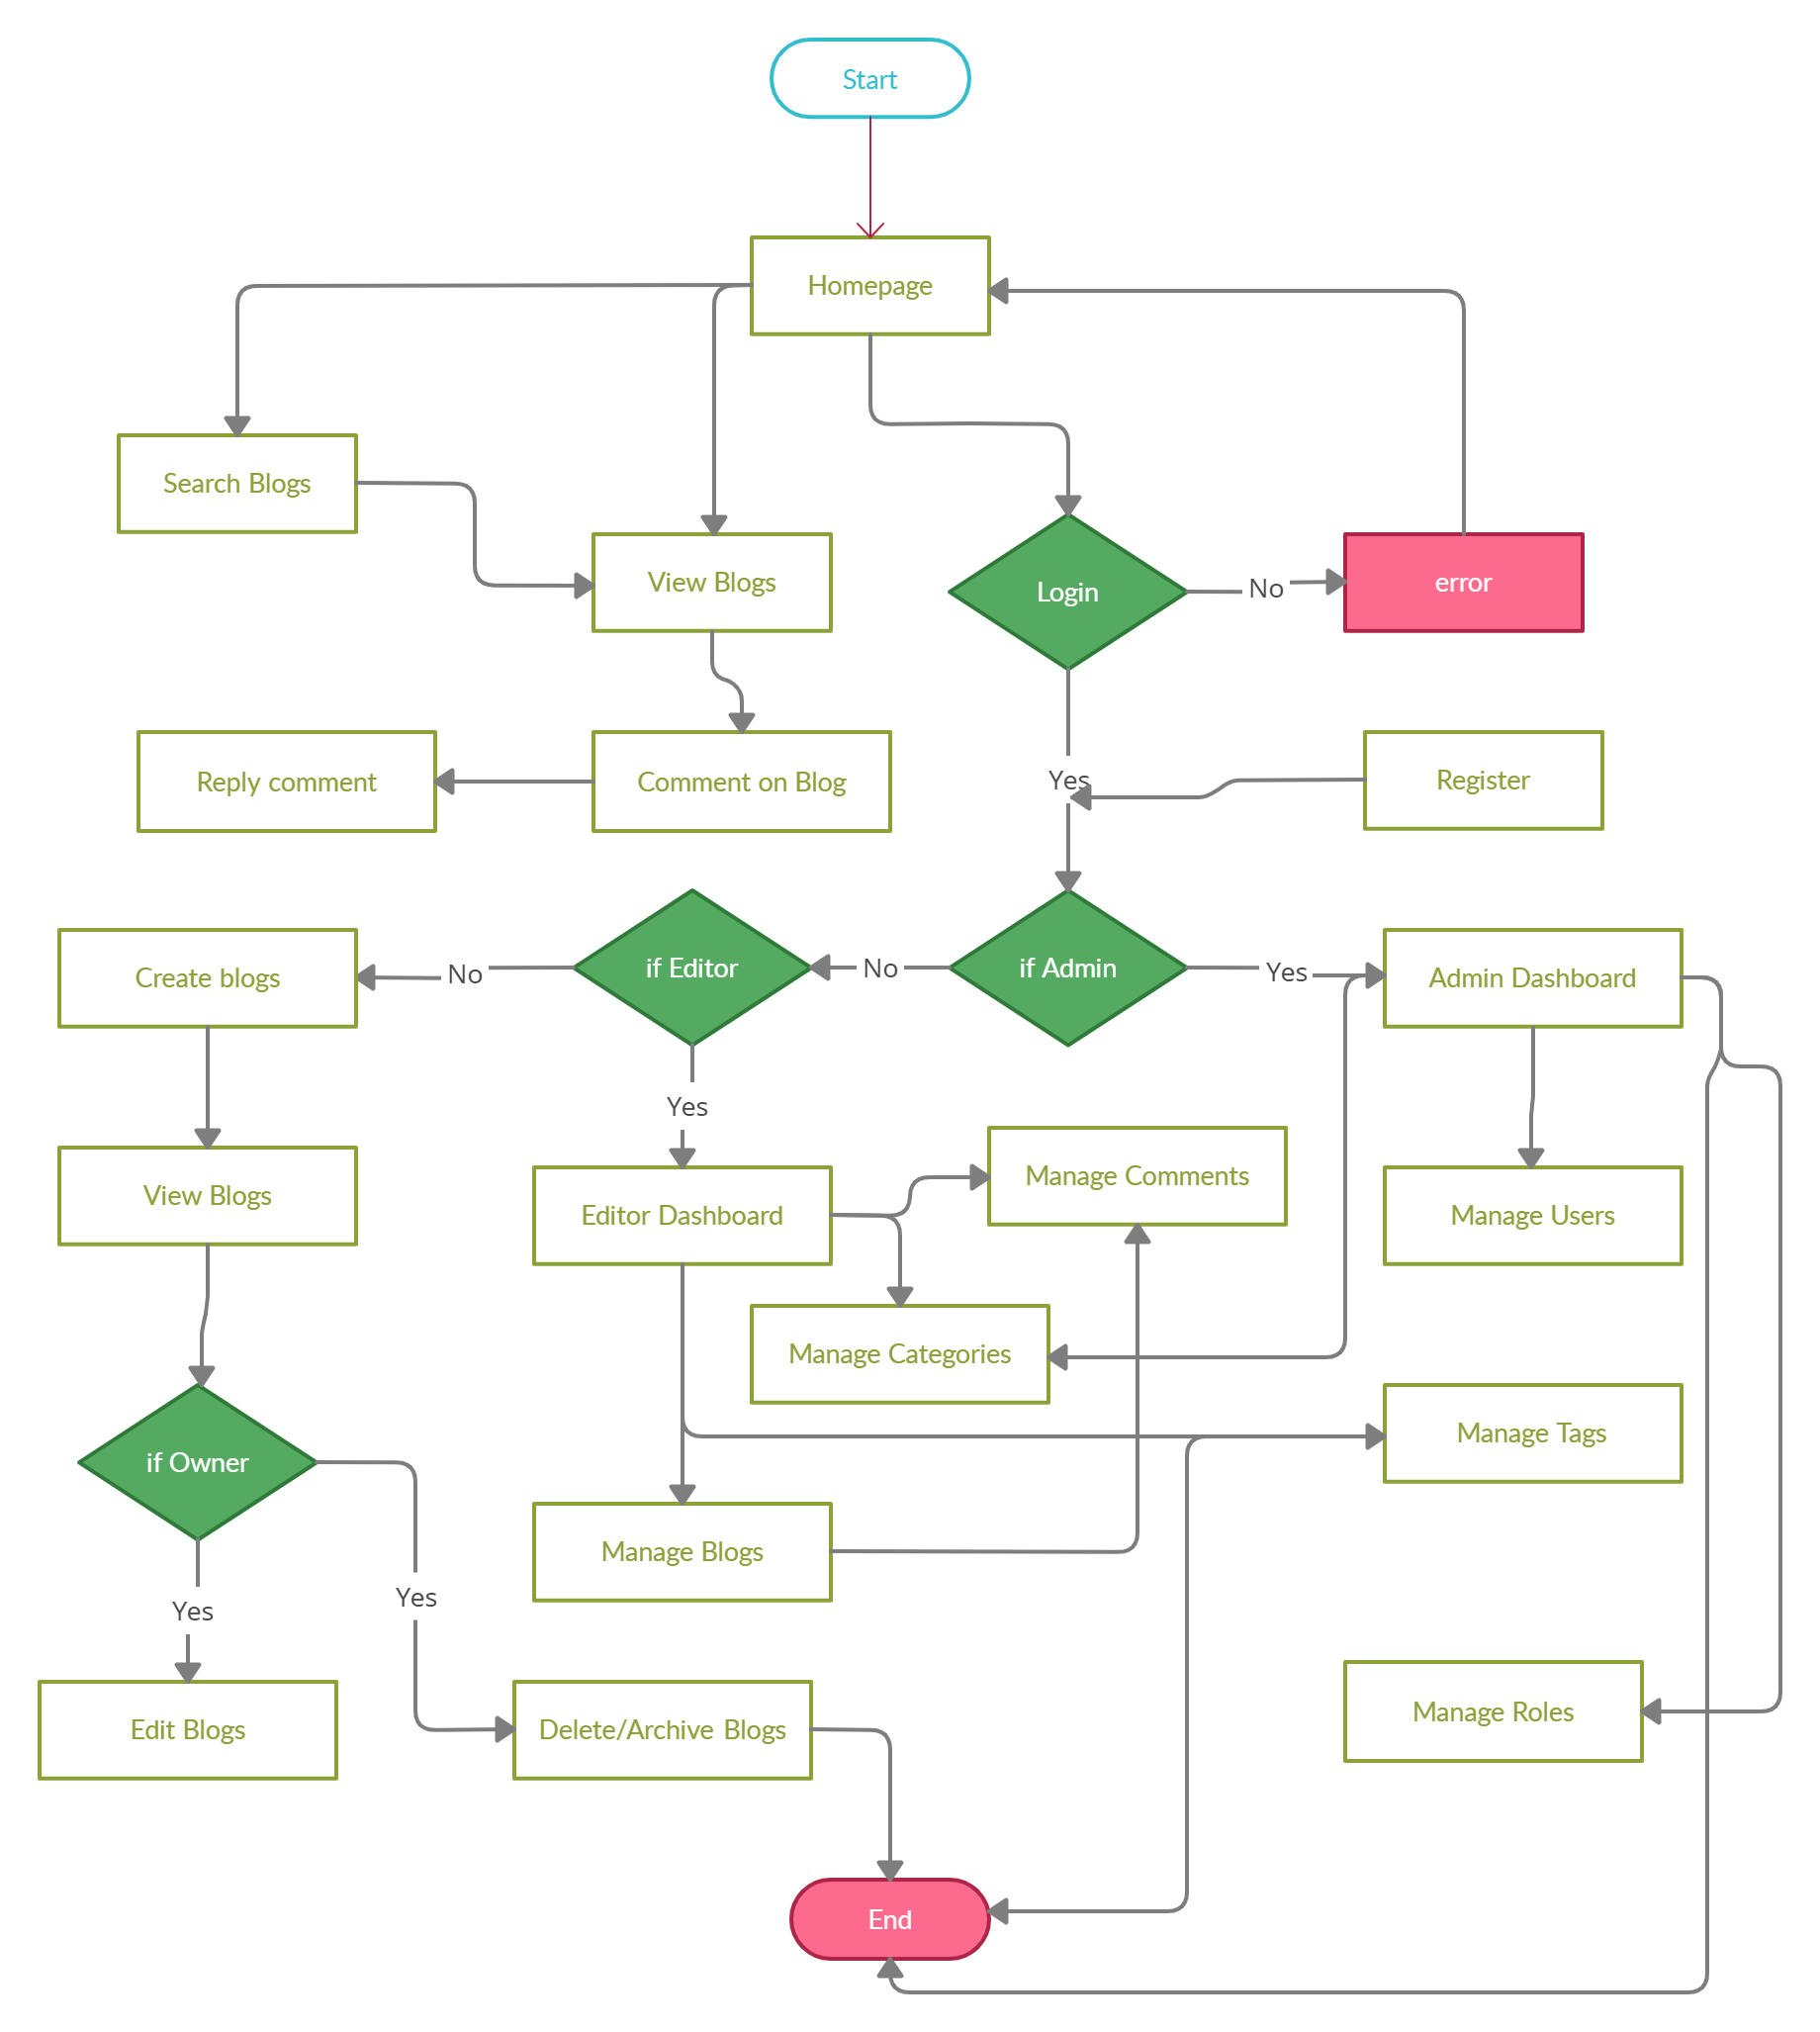 Start
Homepage
Search Blogs
View Blogs
Login
No
error
Yes
Reply comment
Comment on Blog
Register
Create blogs
No
if Editor
No
if Admin
Yes
Admin Dashboard
Yes
View Blogs
Editor Dashboard
Manage Comments
Manage Users
Manage Categories
if Owner
Manage Tags
Manage Blogs
Yes
Yes
Edit Blogs
Delete/Archive Blogs
Manage Roles
End